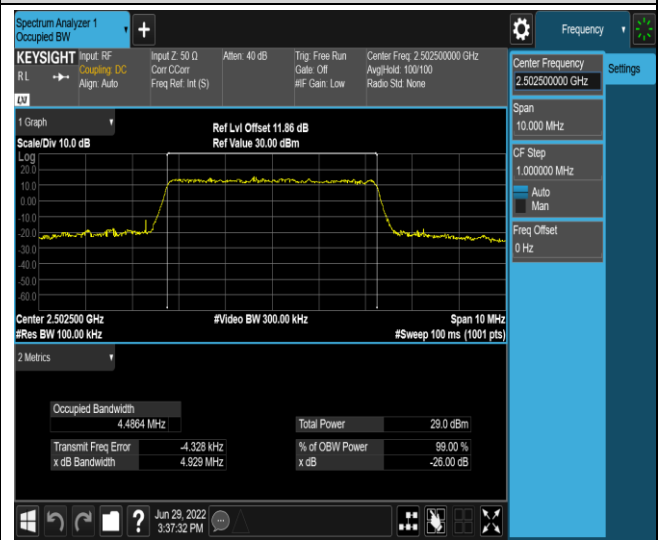 Spectrum Analyzer 1
Occupied BW
+
Frequency
KEYSIGHT
Input: RF
Input Z: 50 Ω
Atten: 40 dB
Trig: Free Run
Center Freq: 2.502500000 GHz
R L
Coupling: DC
Corr CCorr
Gate: Off
Avg|Hold: 100/100
Align: Auto
Freq Ref: Int (S)
#IF Gain: Low
Radio Std: None
LXI
1 Graph
Ref Lvl Offset 11.86 dB
Scale/Div 10.0 dB
Ref Value 30.00 dBm
Log
20.0
10.0
0.00
-10.0
-20.0
-30.0
-40.0
-50.0
-60.0
Center 2.502500 GHz
#Video BW 300.00 kHz
Span 10 MHz
#Res BW 100.00 kHz
#Sweep 100 ms (1001 pts)
2 Metrics
Occupied Bandwidth
4.4864 MHz
Total Power
29.0 dBm
Transmit Freq Error
-4.328 kHz
% of OBW Power
99.00 %
x dB Bandwidth
4.929 MHz
x dB
-26.00 dB
?
Jun 29, 2022
3:37:32 PM
Center Frequency
2.502500000 GHz
Settings
Span
10.000 MHz
CF Step
1.000000 MHz
Auto
Man
Freq Offset
0 Hz